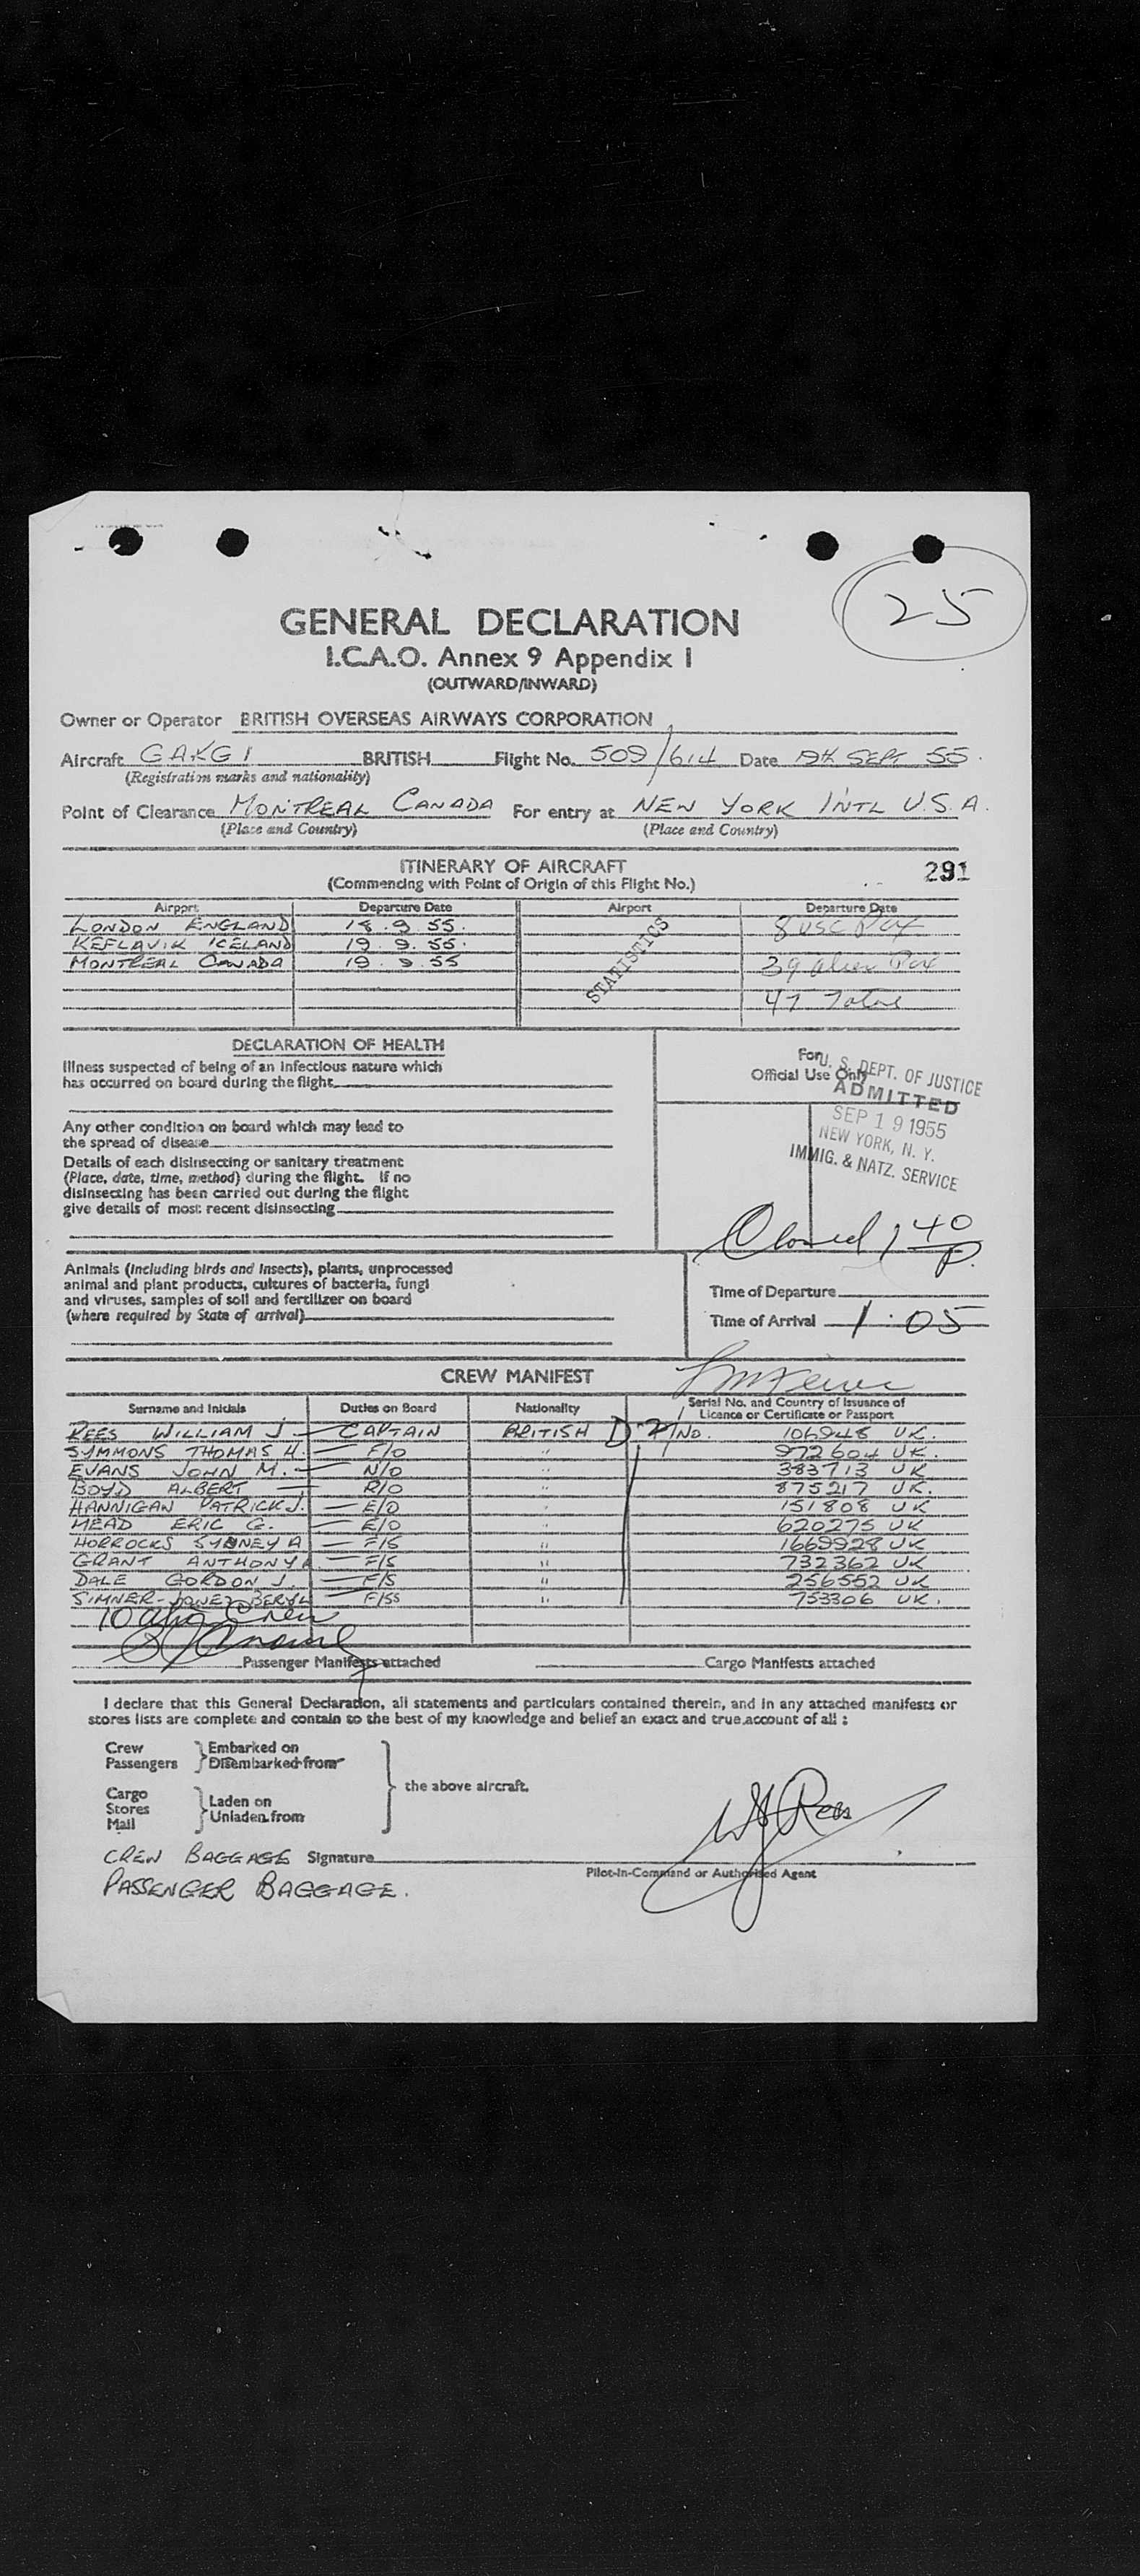 25
GENERAL DECLARATION
I.C.A.O. Annex 9 Appendix I
(OUTWARD/INWARD)
Owner or Operator BRITISH OVERSEAS AIRWAYS CORPORATION
Aircraft GAKGI BRITISH Flight No. 509/614 Date 19th SEPT 55.
(Registration marks and nationality)
Point of Clearance MONTREAL CANADA For entry at NEW YORK INTL U.S.A.
(Place and Country) (Place and Country)
ITINERARY OF AIRCRAFT 291
(Commencing with Point of Origin of this Flight No.)
Airport Departure Date Airport Departure Date
LONDON ENGLAND 18.9.55. 8 USC Pax
KEFLAVIK ICELAND 19.9.55.
MONTREAL CANADA 19.9.55 39 alien Pax
STATISTICS
47 Total
DECLARATION OF HEALTH
Illness suspected of being of an infectious nature which
has occurred on board during the flight
Any other condition on board which may lead to
the spread of disease
Details of each disinsecting or sanitary treatment
(Place, date, time, method) during the flight. If no
disinsecting has been carried out during the flight
give details of most recent disinsecting
For
Official Use Only
U. S. DEPT. OF JUSTICE
ADMITTED
SEP 19 1955
NEW YORK, N. Y.
IMMIG. & NATZ. SERVICE
Closed 1 40 P.
Animals (including birds and insects), plants, unprocessed
animal and plant products, cultures of bacteria, fungi
and viruses, samples of soil and fertilizer on board
(where required by State of arrival)
Time of Departure
Time of Arrival 1:05
CREW MANIFEST
Surname and Initials Duties on Board Nationality Serial No. and Country of Issuance of
Licence or Certificate or Passport
REES WILLIAM J. — CAPTAIN BRITISH D-2 / No. 106948 UK.
SYMMONS THOMAS H. — F/O " 972604 UK.
EVANS JOHN M. — N/O " 383713 UK
BOYD ALBERT — R/O " 875217 UK.
HANNIGAN PATRICK J. — E/O " 151808 UK
MEAD ERIC G. — E/O " 620275 UK
HORROCKS SYDNEY A — F/S " 1669928 UK
GRANT ANTHONY — F/S " 732362 UK
DALE GORDON J. — F/S " 256552 UK
SIMNER-JONES BERYL — F/SS " 753306 UK.
10 alien Crew
Passenger Manifests attached Cargo Manifests attached
I declare that this General Declaration, all statements and particulars contained therein, and in any attached manifests or
stores lists are complete and contain to the best of my knowledge and belief an exact and true account of all :
Crew Embarked on
Passengers Disembarked from
the above aircraft.
Cargo Laden on
Stores Unladen from
Mail
W J Rees
CREW BAGGAGE Signature
Pilot-in-Command or Authorised Agent
PASSENGER BAGGAGE.